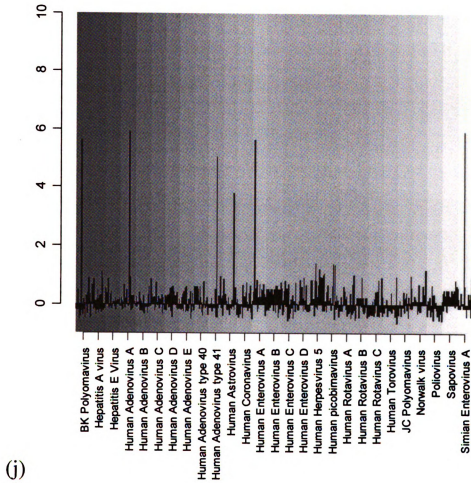 10
8
6
4
2
0
BK Polyomavirus
Hepatitis A virus
Hepatitis E Virus
Human Adenovirus A
Human Adenovirus B
Human Adenovirus C
Human Adenovirus D
Human Adenovirus E
Human Adenovirus type 40
Human Adenovirus type 41
Human Astrovirus
Human Coronavirus
Human Enterovirus A
Human Enterovirus B
Human Enterovirus C
Human Enterovirus D
Human Herpesvirus 5
Human picobirnavirus
Human Rotavirus A
Human Rotavirus B
Human Rotavirus C
Human Torovirus
JC Polyomavirus
Norwalk virus
Poliovirus
Sapovirus
Simian Enterovirus A
(j)